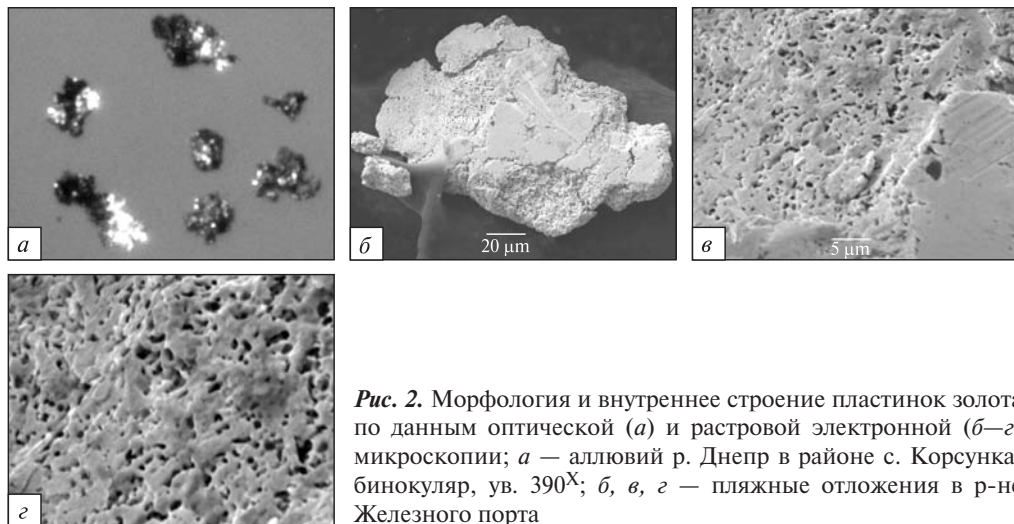 а
б
20 µm
в
5 µm
г
Рис. 2. Морфология и внутреннее строение пластинок золота
по данным оптической (а) и растровой электронной (б—г
микроскопии; а — аллювий р. Днепр в районе с. Корсунка,
бинокуляр, ув. 390X; б, в, г — пляжные отложения в р-не
Железного порта